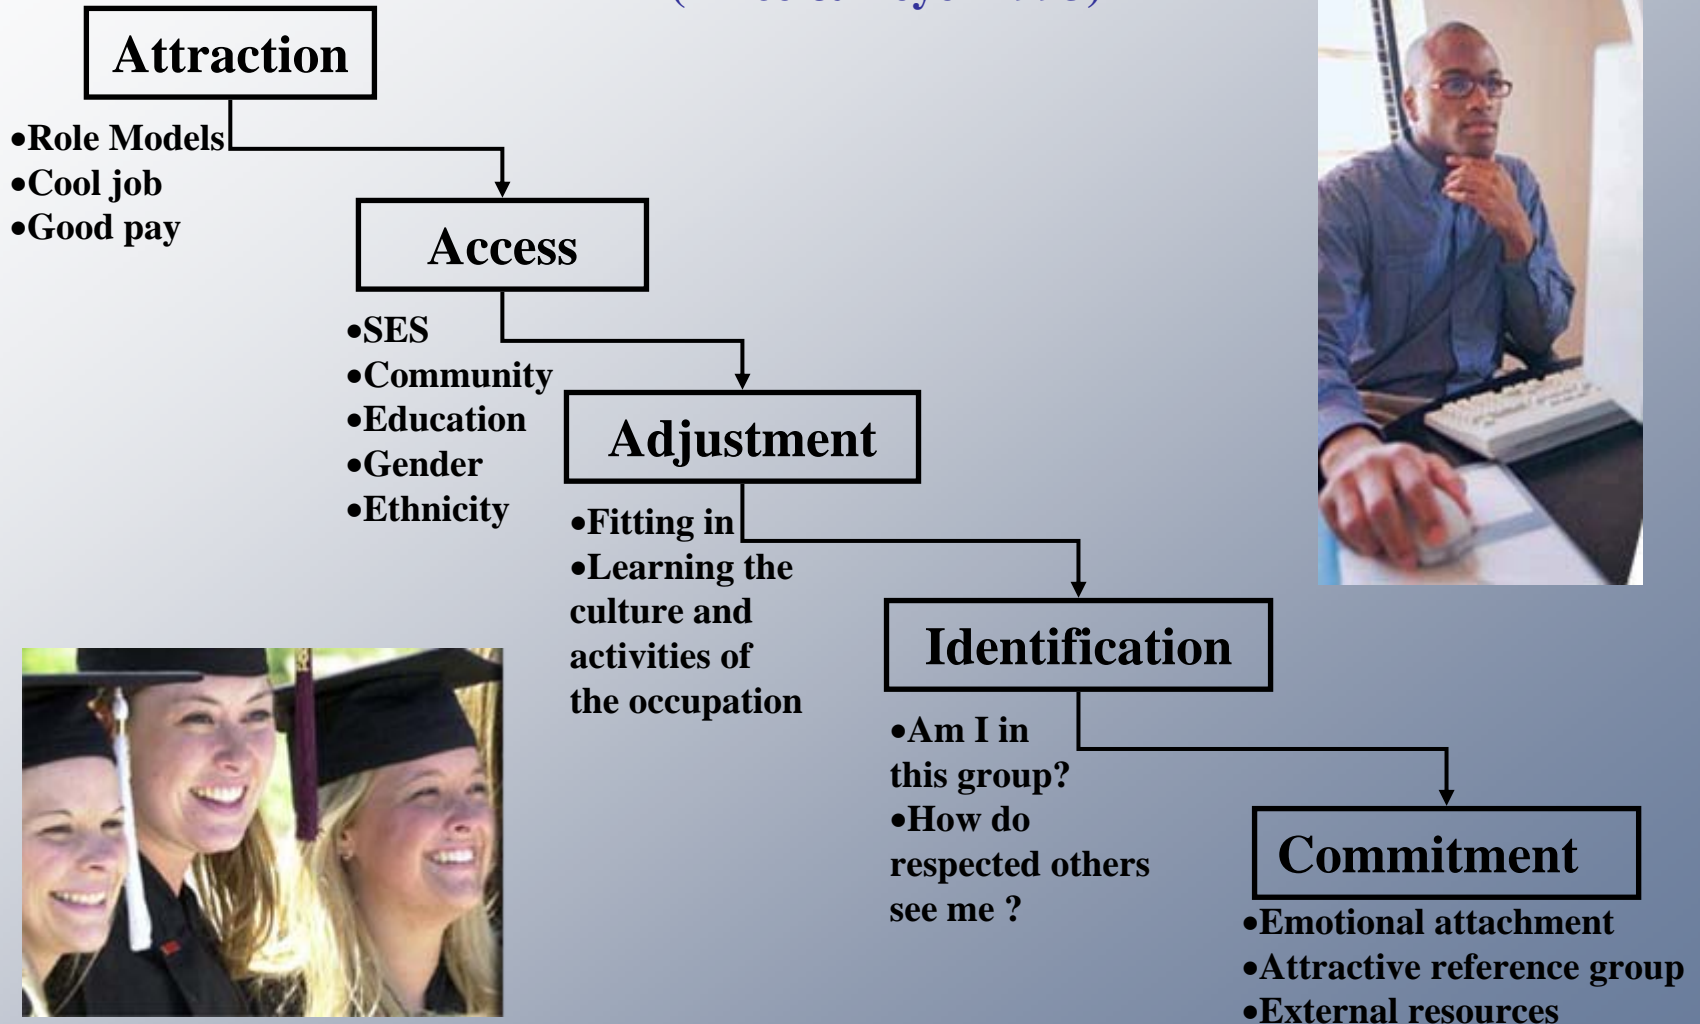 Attraction
•Role Models
•Cool job
•Good pay
Access
•SES
•Community
•Education
•Gender
•Ethnicity
Adjustment
•Fitting in
•Learning the
culture and
activities of
the occupation
Identification
•Am I in
this group?
•How do
respected others
see me ?
Commitment
•Emotional attachment
•Attractive reference group
•External resources